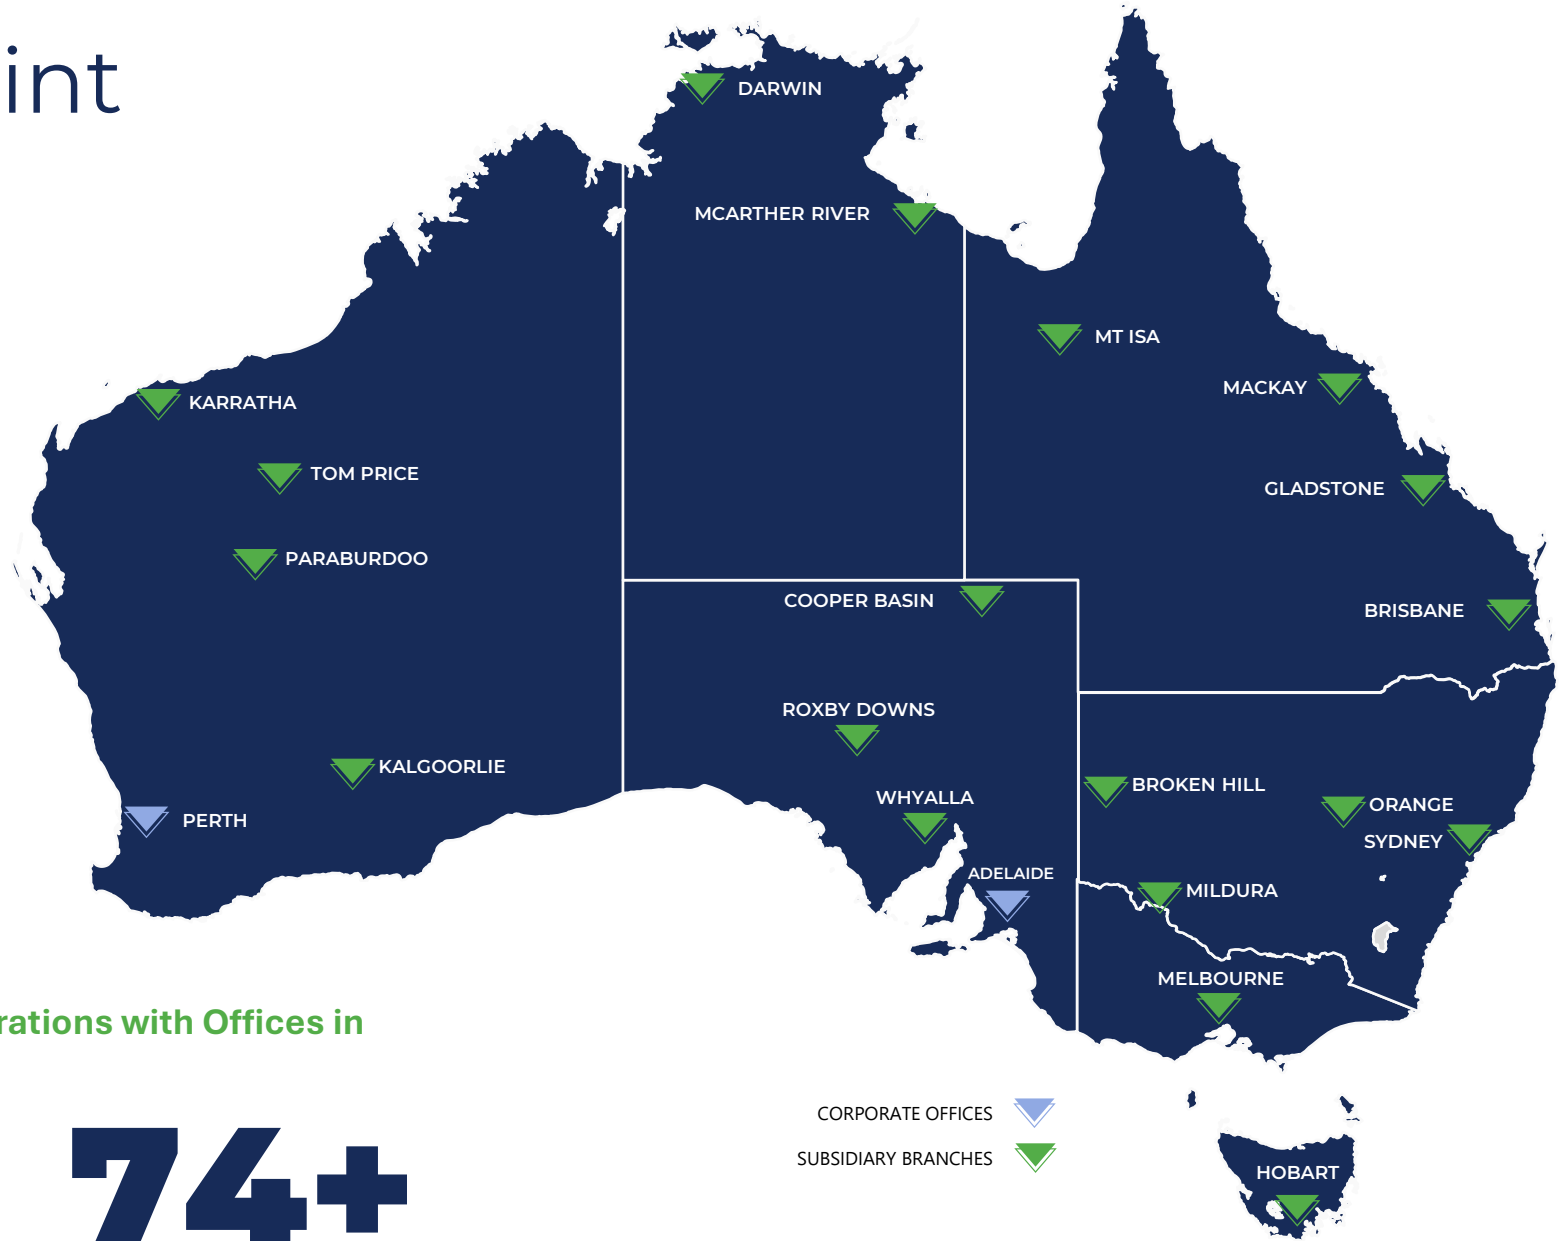 int
DARWIN
MCARTHER RIVER
MT ISA
MACKAY
KARRATHA
TOM PRICE
GLADSTONE
PARABURDOO
COOPER BASIN
BRISBANE
ROXBY DOWNS
KALGOORLIE
BROKEN HILL
WHYALLA
ORANGE
PERTH
SYDNEY
ADELAIDE
MILDURA
MELBOURNE
rations with Offices in
CORPORATE OFFICES
SUBSIDIARY BRANCHES
74+
HOBART